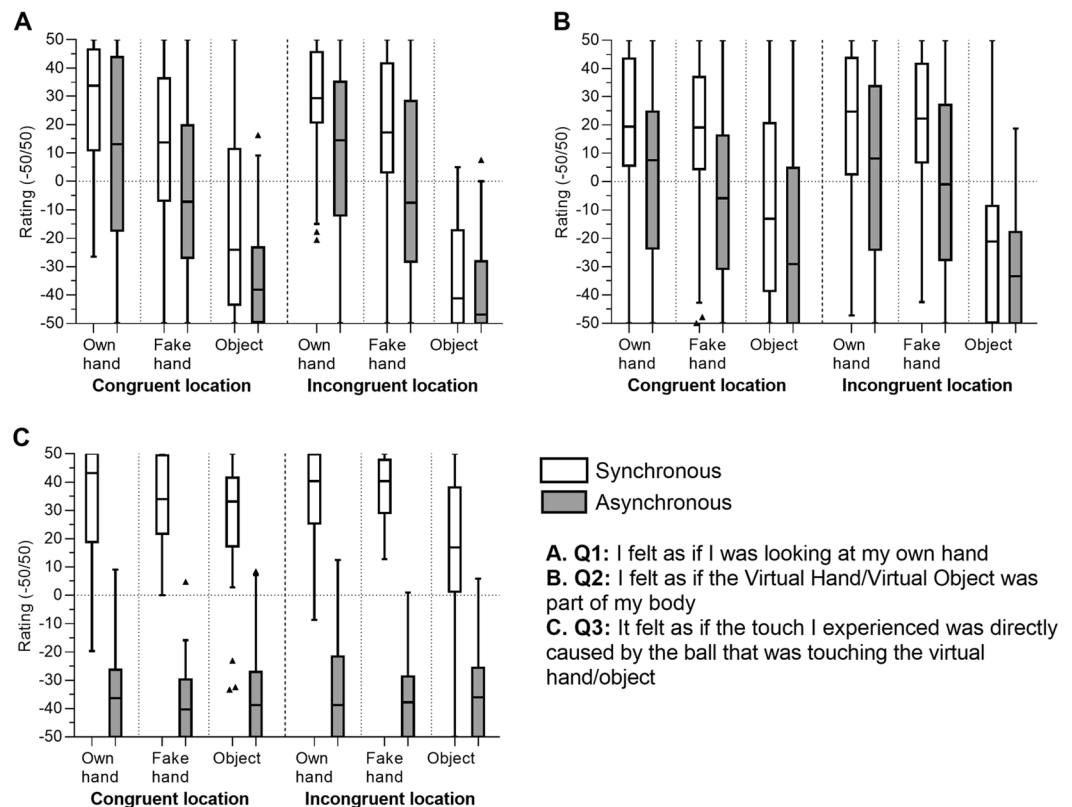 A
50
40
30
20
10
0
-10
-20
-30
-40
-50
Rating (-50/50)
Own hand
Fake hand
Object
Own hand
Fake hand
Object
Congruent location
Incongruent location
B
50
40
30
20
10
0
-10
-20
-30
-40
-50
Rating (-50/50)
Own hand
Fake hand
Object
Own hand
Fake hand
Object
Congruent location
Incongruent location
C
50
40
30
20
10
0
-10
-20
-30
-40
-50
Rating (-50/50)
Own hand
Fake hand
Object
Own hand
Fake hand
Object
Congruent location
Incongruent location
Synchronous
Asynchronous
A. Q1: I felt as if I was looking at my own hand
B. Q2: I felt as if the Virtual Hand/Virtual Object was
part of my body
C. Q3: It felt as if the touch I experienced was directly
caused by the ball that was touching the virtual
hand/object